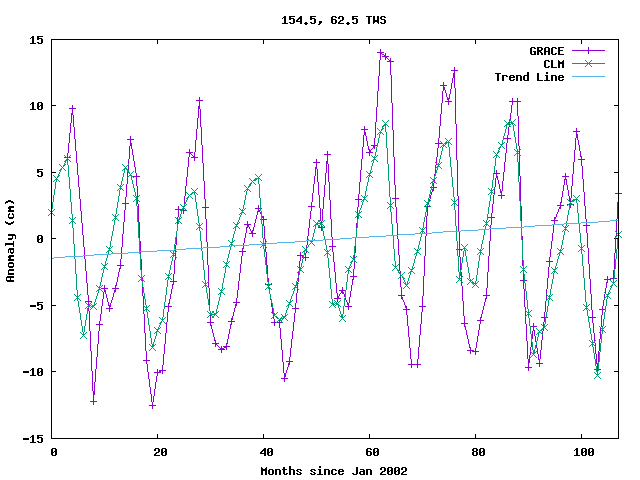 154.5, 62.5 TWS
GRACE
CLM
Trend Line
15
10
5
0
-5
-10
-15
Anomaly (cm)
0 20 40 60 80 100
Months since Jan 2002